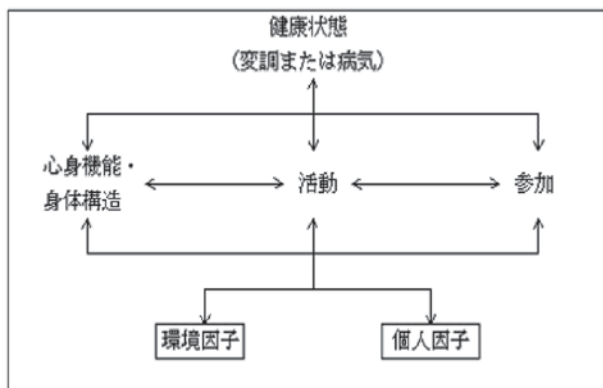 健康状態
(変調または病気)
心身機能・
身体構造
活動
参加
環境因子
個人因子